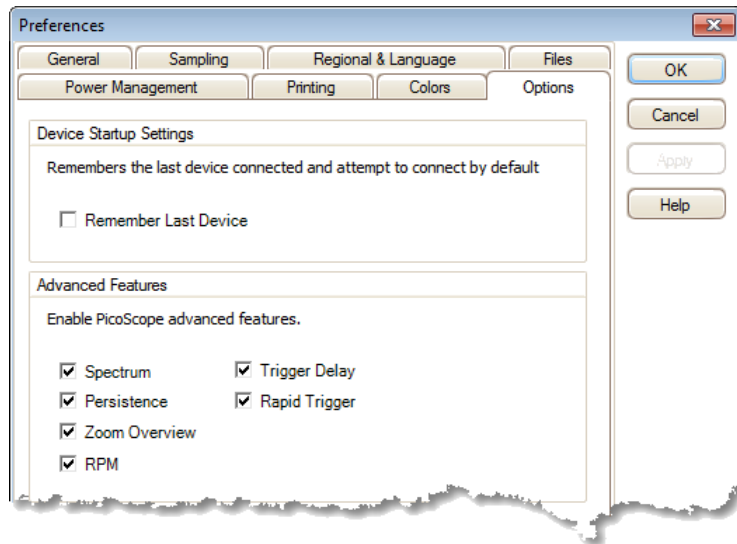 Preferences
General Sampling Regional & Language Files
Power Management Printing Colors Options
OK
Cancel
Apply
Help
Device Startup Settings
Remembers the last device connected and attempt to connect by default
Remember Last Device
Advanced Features
Enable PicoScope advanced features.
Spectrum Trigger Delay
Persistence Rapid Trigger
Zoom Overview
RPM